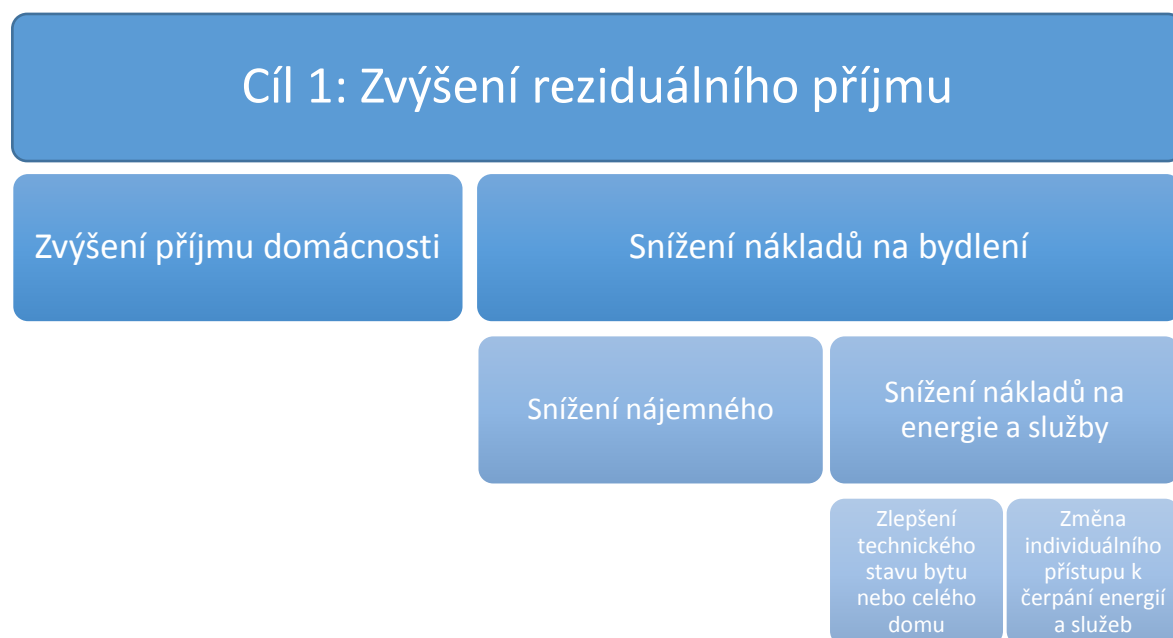 Cíl 1: Zvýšení reziduálního příjmu
Zvýšení příjmu domácnosti
Snížení nákladů na bydlení
Snížení nájemného
Snížení nákladů na
energie a služby
Zlepšení
technického
stavu bytu
nebo celého
domu
Změna
individuálního
přístupu k
čerpání energií
a služeb